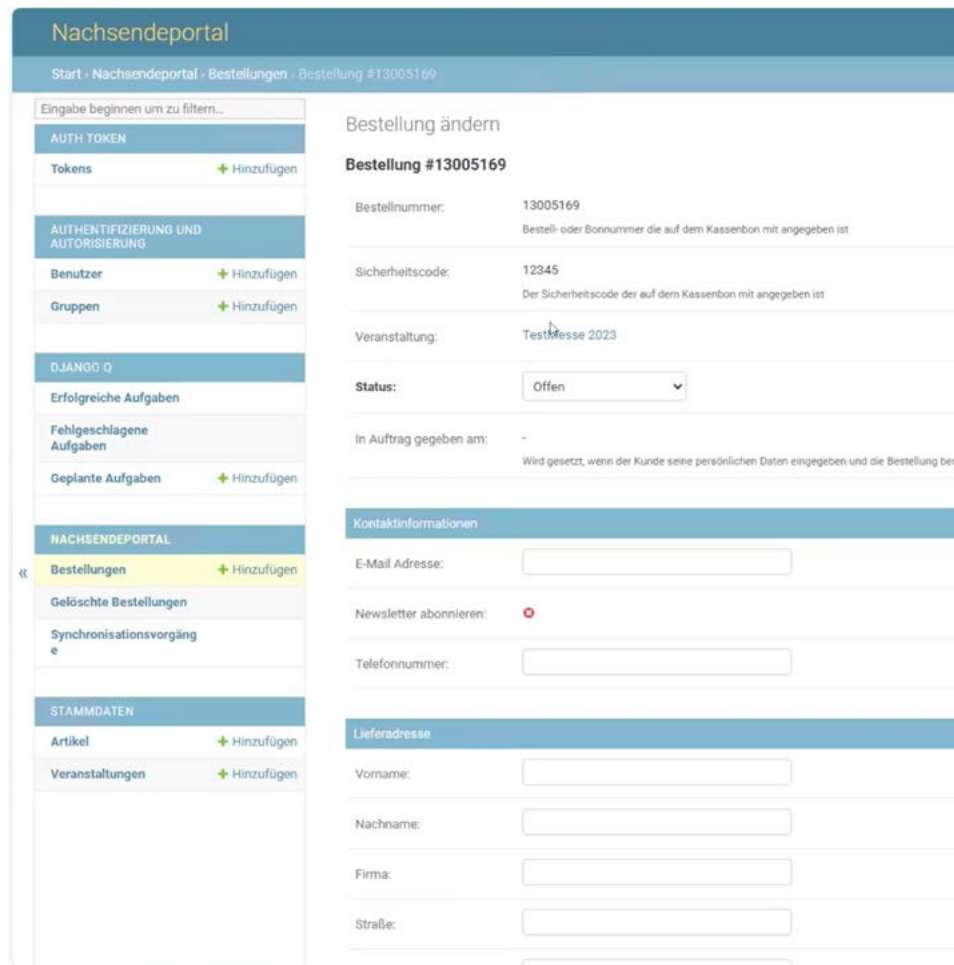 Nachsendeportal
Start › Nachsendeportal › Bestellungen › Bestellung #13005169
Eingabe beginnen um zu filtern...
AUTH TOKEN
Tokens + Hinzufügen
AUTHENTIFIZIERUNG UND
AUTORISIERUNG
Benutzer + Hinzufügen
Gruppen + Hinzufügen
DJANGO Q
Erfolgreiche Aufgaben
Fehlgeschlagene
Aufgaben
Geplante Aufgaben + Hinzufügen
NACHSENDEPORTAL
«
Bestellungen + Hinzufügen
Gelöschte Bestellungen
Synchronisationsvorgäng
e
STAMMDATEN
Artikel + Hinzufügen
Veranstaltungen + Hinzufügen
Bestellung ändern
Bestellung #13005169
Bestellnummer: 13005169
Bestell- oder Bonnummer die auf dem Kassenbon mit angegeben ist
Sicherheitscode: 12345
Der Sicherheitscode der auf dem Kassenbon mit angegeben ist
Veranstaltung: TestMesse 2023
Status: Offen
In Auftrag gegeben am: -
Wird gesetzt, wenn der Kunde seine persönlichen Daten eingegeben und die Bestellung
Kontaktinformationen
E-Mail Adresse:
Newsletter abonnieren:
Telefonnummer:
Lieferadresse
Vorname:
Nachname:
Firma:
Straße: